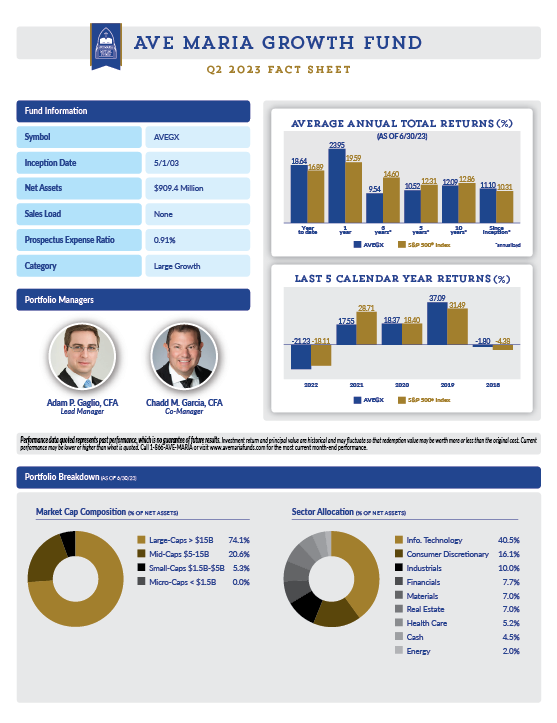 AVE MARIA GROWTH FUND
Q2 2023 FACT SHEET
Fund Information
Symbol AVEGX
Inception Date 5/1/03
Net Assets $909.4 Million
Sales Load None
Prospectus Expense Ratio 0.91%
Category Large Growth
Portfolio Managers
Adam P. Gaglio, CFA
Lead Manager
Chadd M. Garcia, CFA
Co-Manager
AVERAGE ANNUAL TOTAL RETURNS (%)
(AS OF 6/30/23)
18.64 16.89 23.95 19.59 9.54 14.60 10.52 12.31 12.09 12.86 11.10 10.31
Year to date
1 year
3 years*
5 years*
10 years*
Since Inception*
AVEGX S&P 500® Index *annualized
LAST 5 CALENDAR YEAR RETURNS (%)
-21.23 -18.11 17.55 28.71 18.37 18.40 37.09 31.49 -1.80 -4.38
2022 2021 2020 2019 2018
AVEGX S&P 500® Index
Performance data quoted represents past performance, which is no guarantee of future results. Investment return and principal value are historical and may fluctuate so that redemption value may be worth more or less than the original cost. Current
performance may be lower or higher than what is quoted. Call 1-866-AVE-MARIA or visit www.avemariafunds.com for the most current month-end performance.
Portfolio Breakdown (AS OF 6/30/23)
Market Cap Composition (% OF NET ASSETS)
Large-Caps > $15B 74.1%
Mid-Caps $5-15B 20.6%
Small-Caps $1.5B-$5B 5.3%
Micro-Caps < $1.5B 0.0%
Sector Allocation (% OF NET ASSETS)
Info. Technology 40.5%
Consumer Discretionary 16.1%
Industrials 10.0%
Financials 7.7%
Materials 7.0%
Real Estate 7.0%
Health Care 5.2%
Cash 4.5%
Energy 2.0%